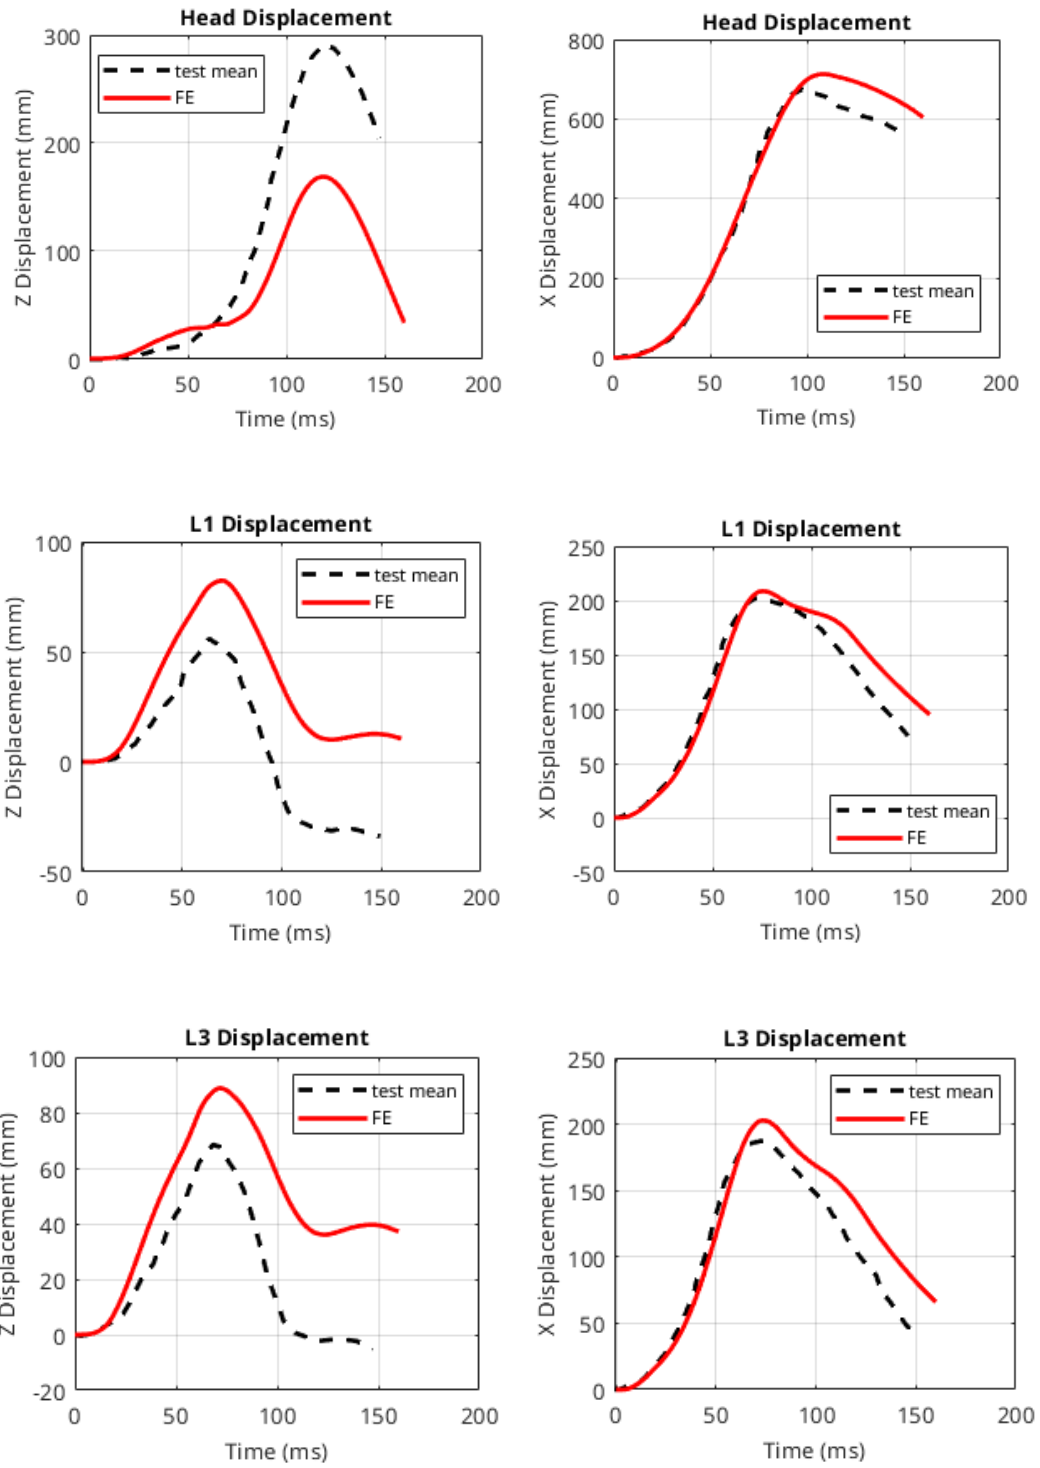 Head Displacement
300
200
100
0
Z Displacement (mm)
test mean
FE
0 50 100 150 200
Time (ms)
Head Displacement
800
600
400
200
0
X Displacement (mm)
test mean
FE
0 50 100 150 200
Time (ms)
L1 Displacement
100
50
0
-50
Z Displacement (mm)
test mean
FE
0 50 100 150 200
Time (ms)
L1 Displacement
250
200
150
100
50
0
-50
X Displacement (mm)
test mean
FE
0 50 100 150 200
Time (ms)
L3 Displacement
100
80
60
40
20
0
-20
Z Displacement (mm)
test mean
FE
0 50 100 150 200
Time (ms)
L3 Displacement
250
200
150
100
50
0
X Displacement (mm)
test mean
FE
0 50 100 150 200
Time (ms)